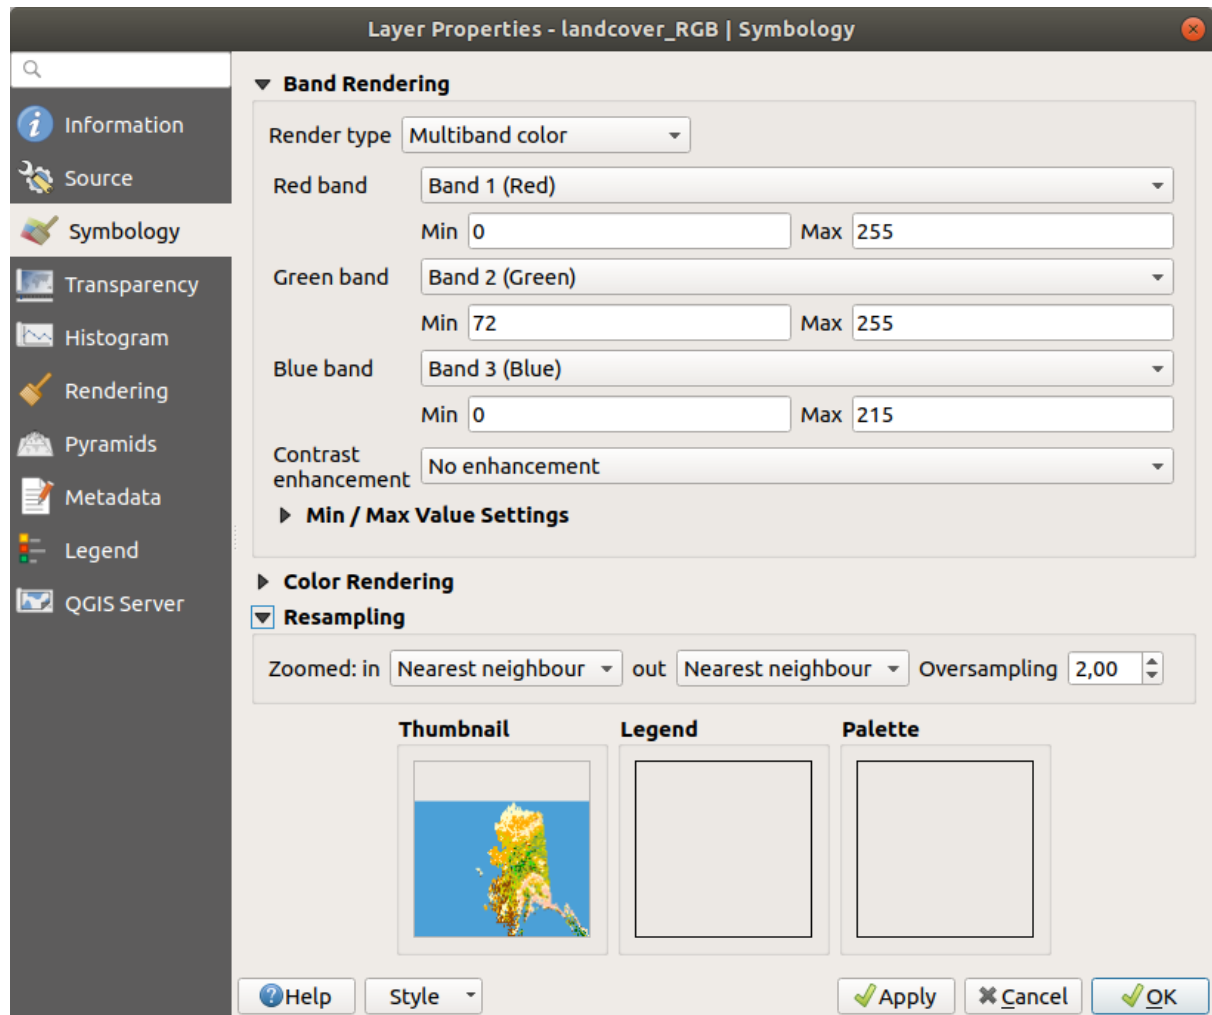 Layer Properties - landcover_RGB | Symbology
Information
Source
Symbology
Transparency
Histogram
Rendering
Pyramids
Metadata
Legend
QGIS Server
Band Rendering
Render type Multiband color
Red band Band 1 (Red)
Min 0 Max 255
Green band Band 2 (Green)
Min 72 Max 255
Blue band Band 3 (Blue)
Min 0 Max 215
Contrast
enhancement No enhancement
Min / Max Value Settings
Color Rendering
Resampling
Zoomed: in Nearest neighbour out Nearest neighbour Oversampling 2,00
Thumbnail Legend Palette
Help Style Apply Cancel OK